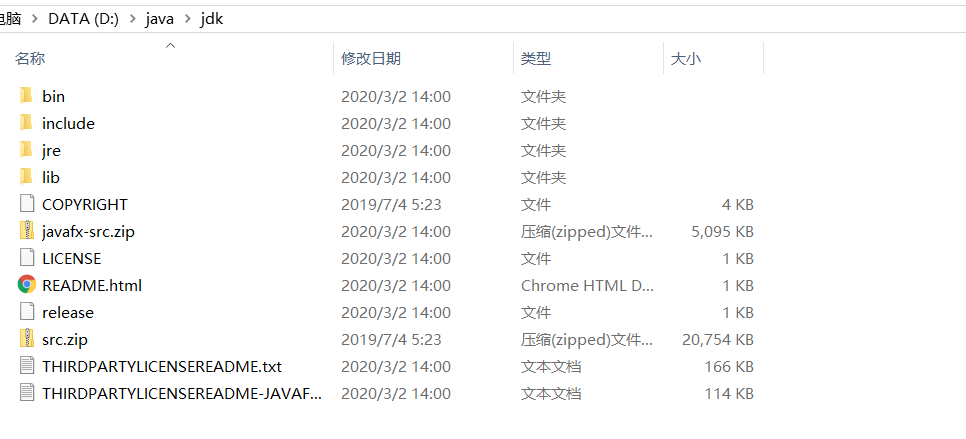 电脑 > DATA (D:) > java > jdk
名称 修改日期 类型 大小
bin 2020/3/2 14:00 文件夹
include 2020/3/2 14:00 文件夹
jre 2020/3/2 14:00 文件夹
lib 2020/3/2 14:00 文件夹
COPYRIGHT 2019/7/4 5:23 文件 4 KB
javafx-src.zip 2020/3/2 14:00 压缩(zipped)文件... 5,095 KB
LICENSE 2020/3/2 14:00 文件 1 KB
README.html 2020/3/2 14:00 Chrome HTML D... 1 KB
release 2020/3/2 14:00 文件 1 KB
src.zip 2019/7/4 5:23 压缩(zipped)文件... 20,754 KB
THIRDPARTYLICENSEREADME.txt 2020/3/2 14:00 文本文档 166 KB
THIRDPARTYLICENSEREADME-JAVAF... 2020/3/2 14:00 文本文档 114 KB